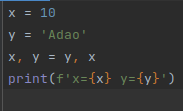 x = 10
y = 'Adao'
x, y = y, x
print(f'x={x} y={y}')